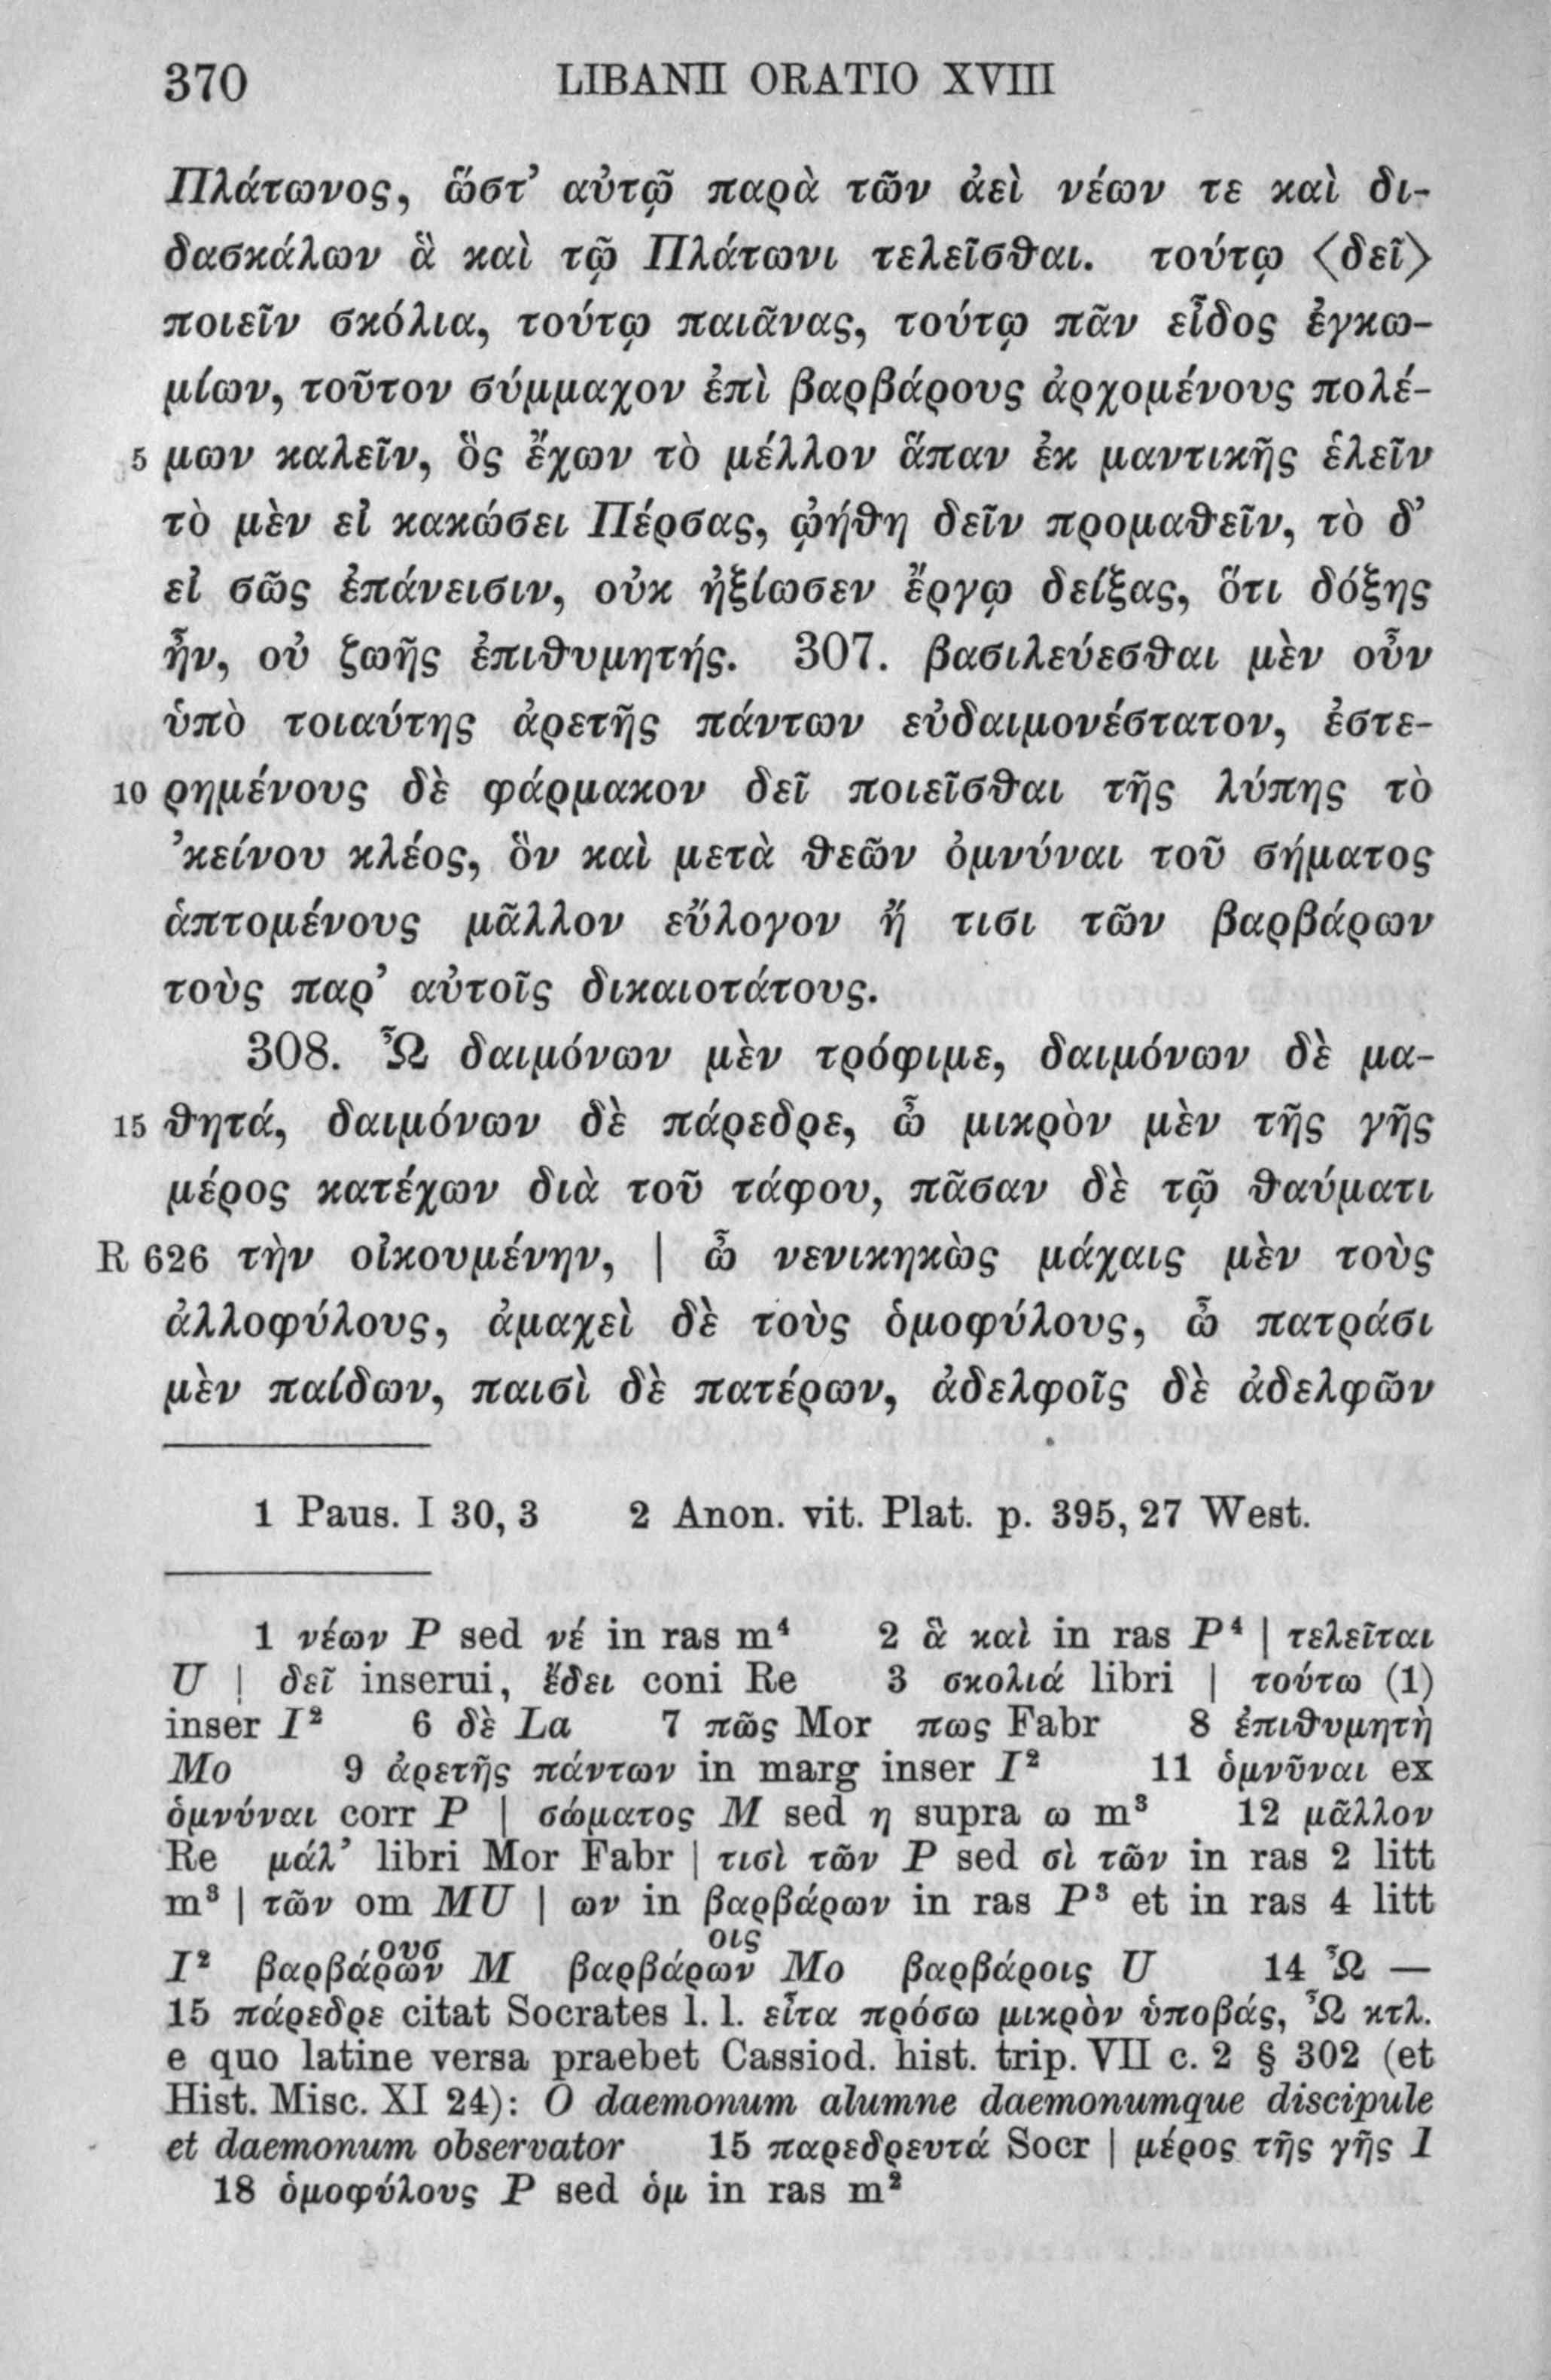 370 LIBANII ORATIO XVIII
Πλάτωνος, ὥστ’ αὐτῷ παρὰ τῶν ἀεὶ νέων τε καὶ δι-
δασκάλων ἃ καὶ τῷ Πλάτωνι τελεῖσθαι. τούτῳ ⟨δεῖ⟩
ποιεῖν σκόλια, τούτῳ παιᾶνας, τούτῳ πᾶν εἶδος ἐγκω-
μίων, τοῦτον σύμμαχον ἐπὶ βαρβάρους ἀρχομένους πολέ-
5 μων καλεῖν, ὃς ἔχων τὸ μέλλον ἅπαν ἐκ μαντικῆς ἑλεῖν
τὸ μὲν εἰ κακώσει Πέρσας, ᾠήθη δεῖν προμαθεῖν, τὸ δ’
εἰ σῶς ἐπάνεισιν, οὐκ ἠξίωσεν ἔργῳ δείξας, ὅτι δόξης
ἦν, οὐ ζωῆς ἐπιθυμητής. 307. βασιλεύεσθαι μὲν οὖν
ὑπὸ τοιαύτης ἀρετῆς πάντων εὐδαιμονέστατον, ἐστε-
10 ρημένους δὲ φάρμακον δεῖ ποιεῖσθαι τῆς λύπης τὸ
’κείνου κλέος, ὃν καὶ μετὰ θεῶν ὀμνύναι τοῦ σήματος
ἁπτομένους μᾶλλον εὔλογον ἤ τισι τῶν βαρβάρων
τοὺς παρ’ αὐτοῖς δικαιοτάτους.
308. Ὦ δαιμόνων μὲν τρόφιμε, δαιμόνων δὲ μα-
15 θητά, δαιμόνων δὲ πάρεδρε, ὦ μικρὸν μὲν τῆς γῆς
μέρος κατέχων διὰ τοῦ τάφου, πᾶσαν δὲ τῷ θαύματι
R 626 τὴν οἰκουμένην, | ὦ νενικηκὼς μάχαις μὲν τοὺς
ἀλλοφύλους, ἀμαχεὶ δὲ τοὺς ὁμοφύλους, ὦ πατράσι
μὲν παίδων, παισὶ δὲ πατέρων, ἀδελφοῖς δὲ ἀδελφῶν
1 Paus. I 30, 3 2 Anon. vit. Plat. p. 395, 27 West.
1 νέων P sed νέ in ras m⁴ 2 ἃ καὶ in ras P⁴ | τελεῖται
U | δεῖ inserui, ἔδει coni Re 3 σκολιά libri | τούτω (1)
inser I² 6 δὲ La 7 πῶς Mor πως Fabr 8 ἐπιθυμητὴ
Mo 9 ἀρετῆς πάντων in marg inser I² 11 ὀμνῦναι ex
ὀμνύναι corr P | σώματος M sed η supra ω m³ 12 μᾶλλον
Re μάλ’ libri Mor Fabr | τισὶ τῶν P sed σὶ τῶν in ras 2 litt
m³ | τῶν om MU | ων in βαρβάρων in ras P³ et in ras 4 litt
ουσ οις
I² βαρβάρων M βαρβάρων Mo βαρβάροις U 14 Ὦ —
15 πάρεδρε citat Socrates l. l. εἶτα πρόσω μικρὸν ὑποβάς, Ὦ κτλ.
e quo latine versa praebet Cassiod. hist. trip. VII c. 2 § 302 (et
Hist. Misc. XI 24): O daemonum alumne daemonumque discipule
et daemonum observator 15 παρεδρευτά Socr | μέρος τῆς γῆς I
18 ὁμοφύλους P sed ὁμ in ras m²